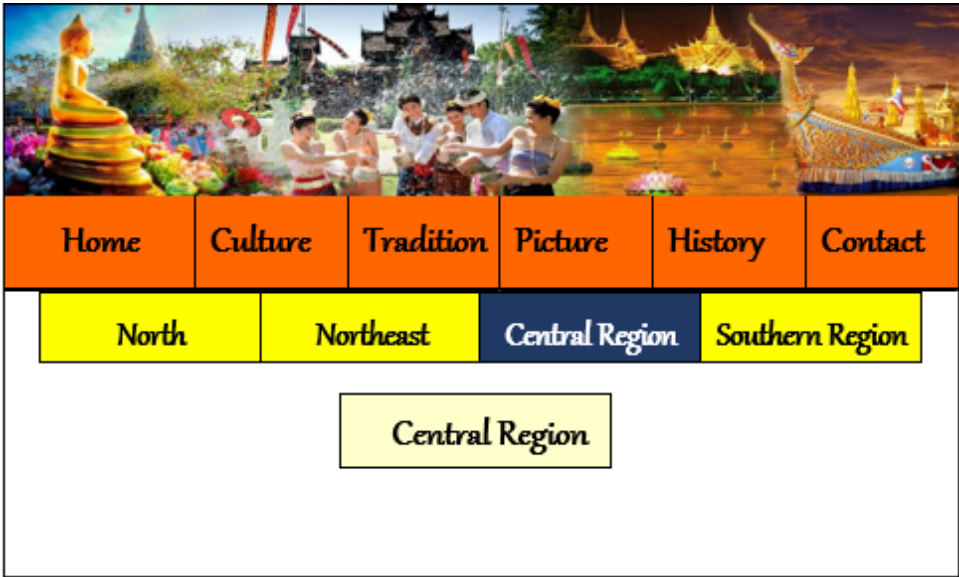 Home Culture Tradition Picture History Contact
North Northeast Central Region Southern Region
Central Region